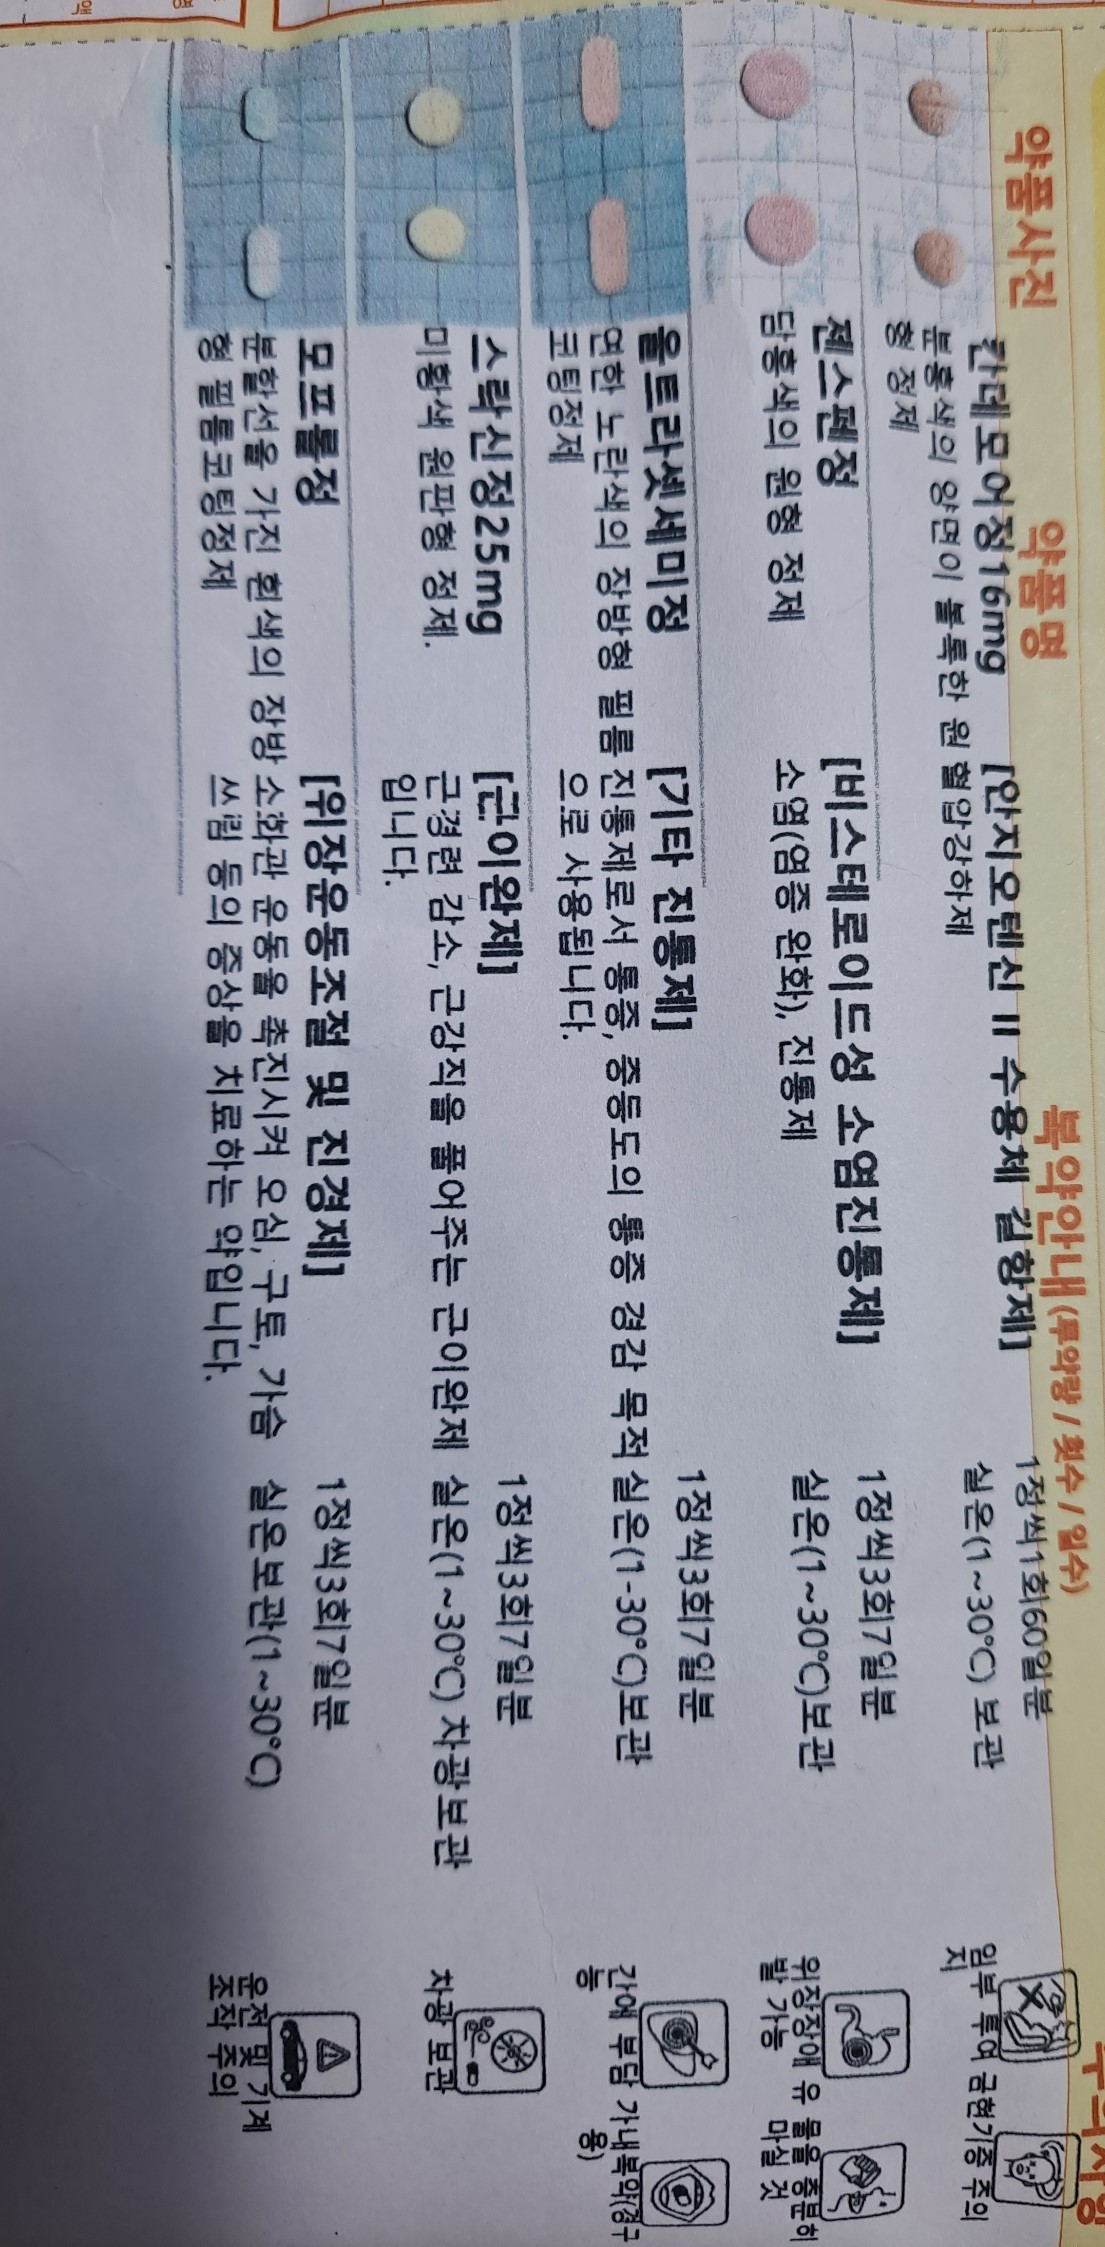 약품사진 약품명 복약안내(투약량 / 횟수 / 일수) 주의사항
칸데모어정16mg [안지오텐신 II 수용체 길항제] 1정씩1회60일분
분홍색의 양면이 볼록한 원 혈압강하제 실온(1~30℃) 보관 임부 투여 금 현기증 주의
형 정제 지
젠스펜정 [비스테로이드성 소염진통제] 1정씩3회7일분
담홍색의 원형 정제 소염(염증 완화), 진통제 실온(1~30℃)보관 위장장애 유 물을 충분히
발 가능 마실 것
울트라셋세미정 [기타 진통제] 1정씩3회7일분
연한 노란색의 장방형 필름 진통제로서 통증, 중등도의 통증 경감 목적 실온(1-30℃)보관 간에 부담 가 내복약(경구
코팅정제 으로 사용됩니다. 능 용)
스락신정25mg [근이완제] 1정씩3회7일분
미황색 원판형 정제. 근경련 감소, 근강직을 풀어주는 근이완제 실온(1~30℃) 차광보관 차광 보관
입니다.
모프롤정 [위장운동조절 및 진경제] 1정씩3회7일분
분할선을 가진 흰색의 장방 소화관 운동을 촉진시켜 오심, 구토, 가슴 실온보관(1~30℃) 운전 및 기계
형 필름코팅정제 쓰림 등의 증상을 치료하는 약입니다. 조작 주의